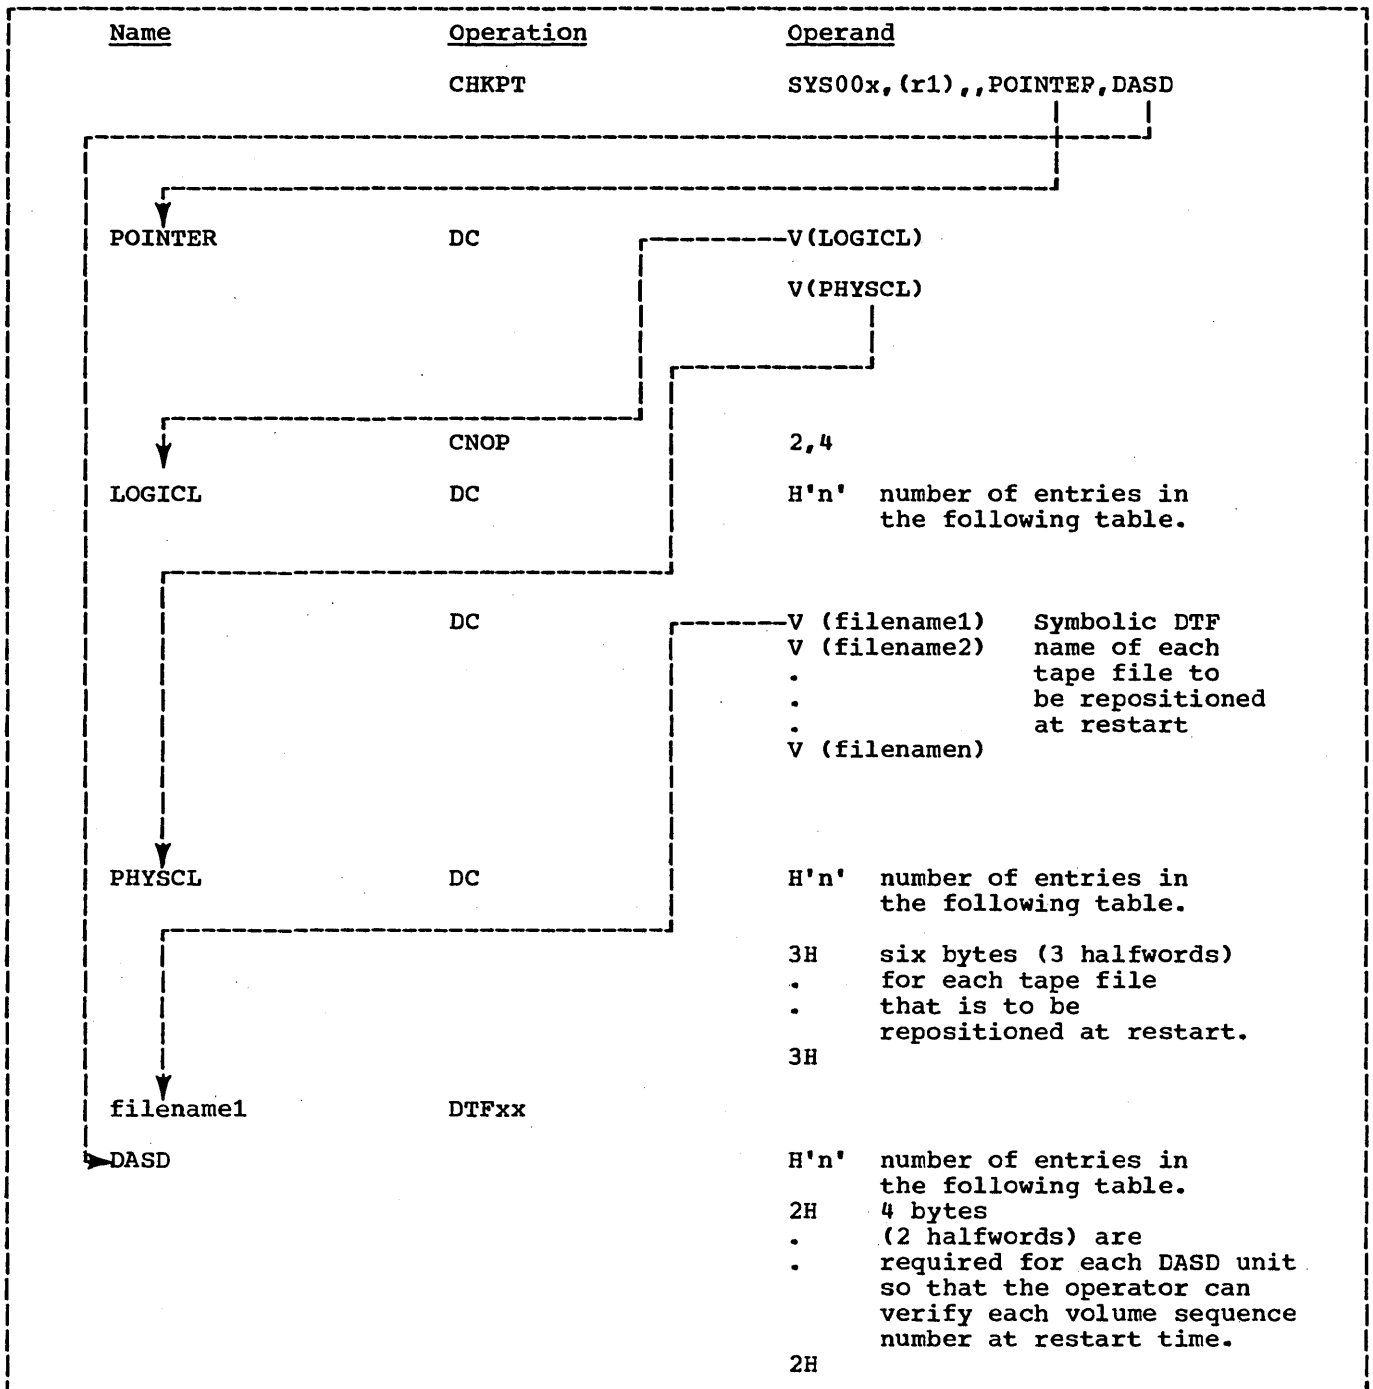 Name Operation Operand
CHKPT SYS00x,(r1),,POINTEP,DASD
POINTER DC V(LOGICL)
V(PHYSCL)
CNOP 2,4
LOGICL DC H'n' number of entries in
the following table.
DC V (filename1) Symbolic DTF
V (filename2) name of each
. tape file to
. be repositioned
. at restart
V (filenamen)
PHYSCL DC H'n' number of entries in
the following table.
3H six bytes (3 halfwords)
. for each tape file
. that is to be
repositioned at restart.
3H
filename1 DTFxx
DASD H'n' number of entries in
the following table.
2H 4 bytes
. (2 halfwords) are
. required for each DASD unit
so that the operator can
verify each volume sequence
number at restart time.
2H